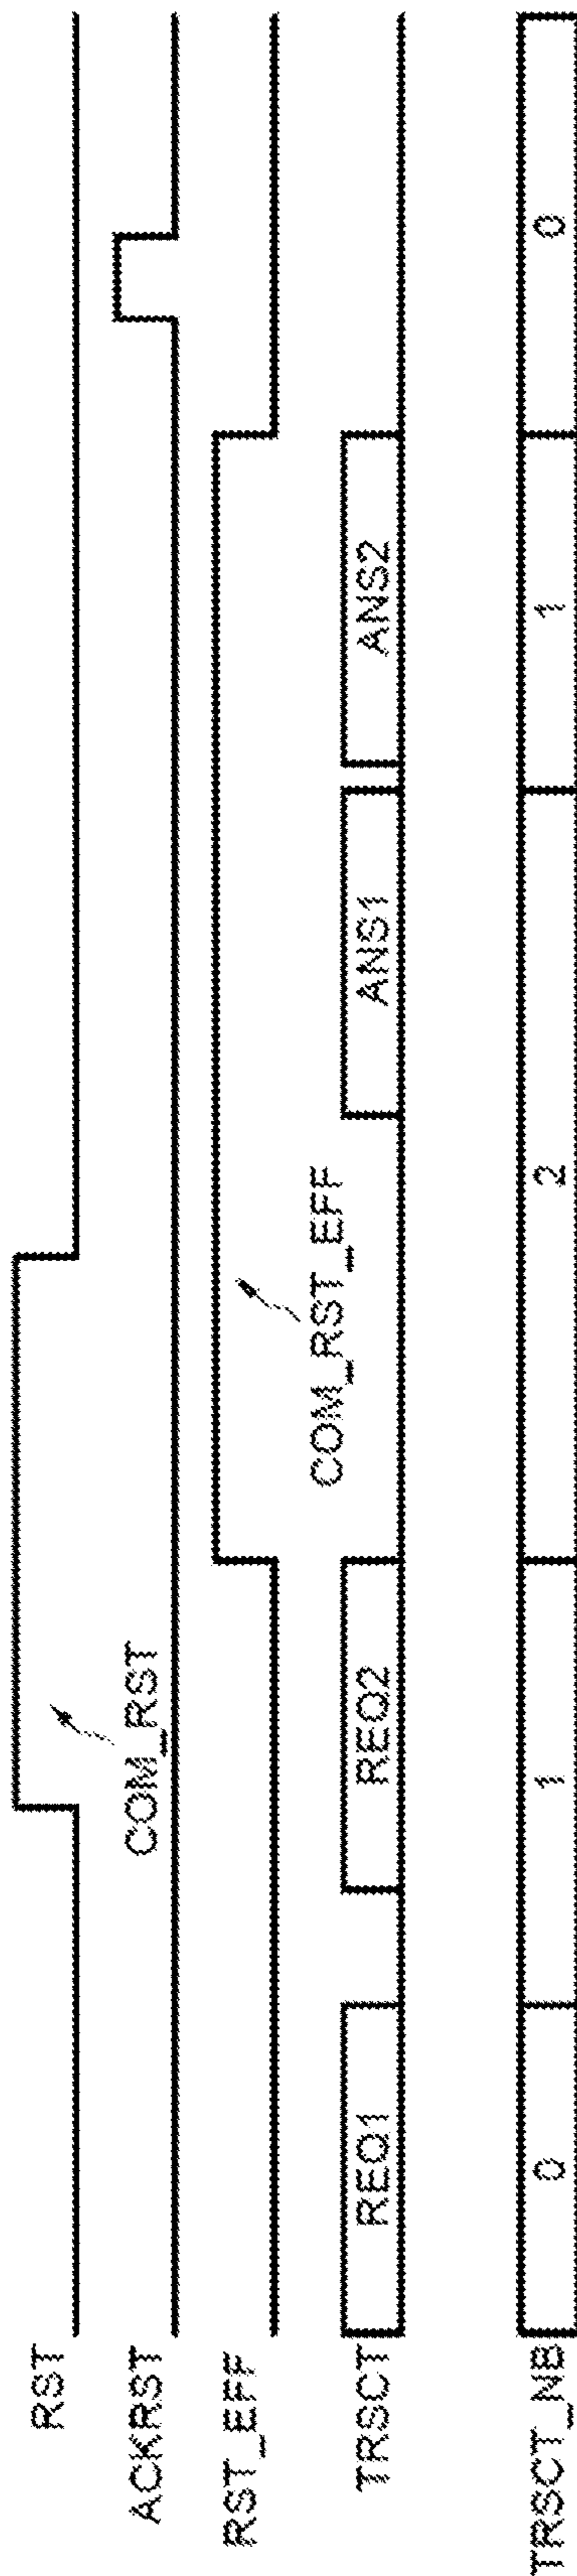 RST
COM_RST
ACKRST
RST_EFF
COM_RST_EFF
TRSCT
REQ1
REQ2
ANS1
ANS2
TRSCT_NB
0
1
2
1
0